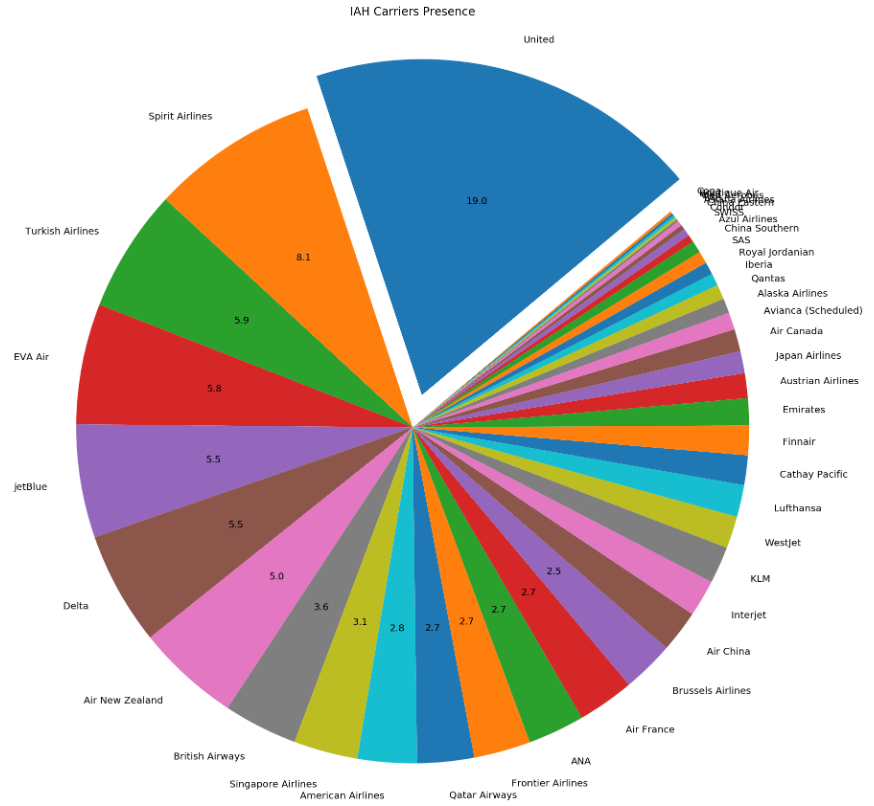 IAH Carriers Presence
United
19.0
Spirit Airlines
8.1
Turkish Airlines
5.9
EVA Air
5.8
jetBlue
5.5
Delta
5.5
Air New Zealand
5.0
British Airways
3.6
Singapore Airlines
3.1
American Airlines
2.8
Qatar Airways
2.7
Frontier Airlines
2.7
ANA
2.7
Air France
2.7
Brussels Airlines
2.5
Air China
Interjet
KLM
WestJet
Lufthansa
Cathay Pacific
Finnair
Emirates
Austrian Airlines
Japan Airlines
Air Canada
Avianca (Scheduled)
Alaska Airlines
Qantas
Iberia
Royal Jordanian
SAS
China Southern
Azul Airlines
SWISS
Condor